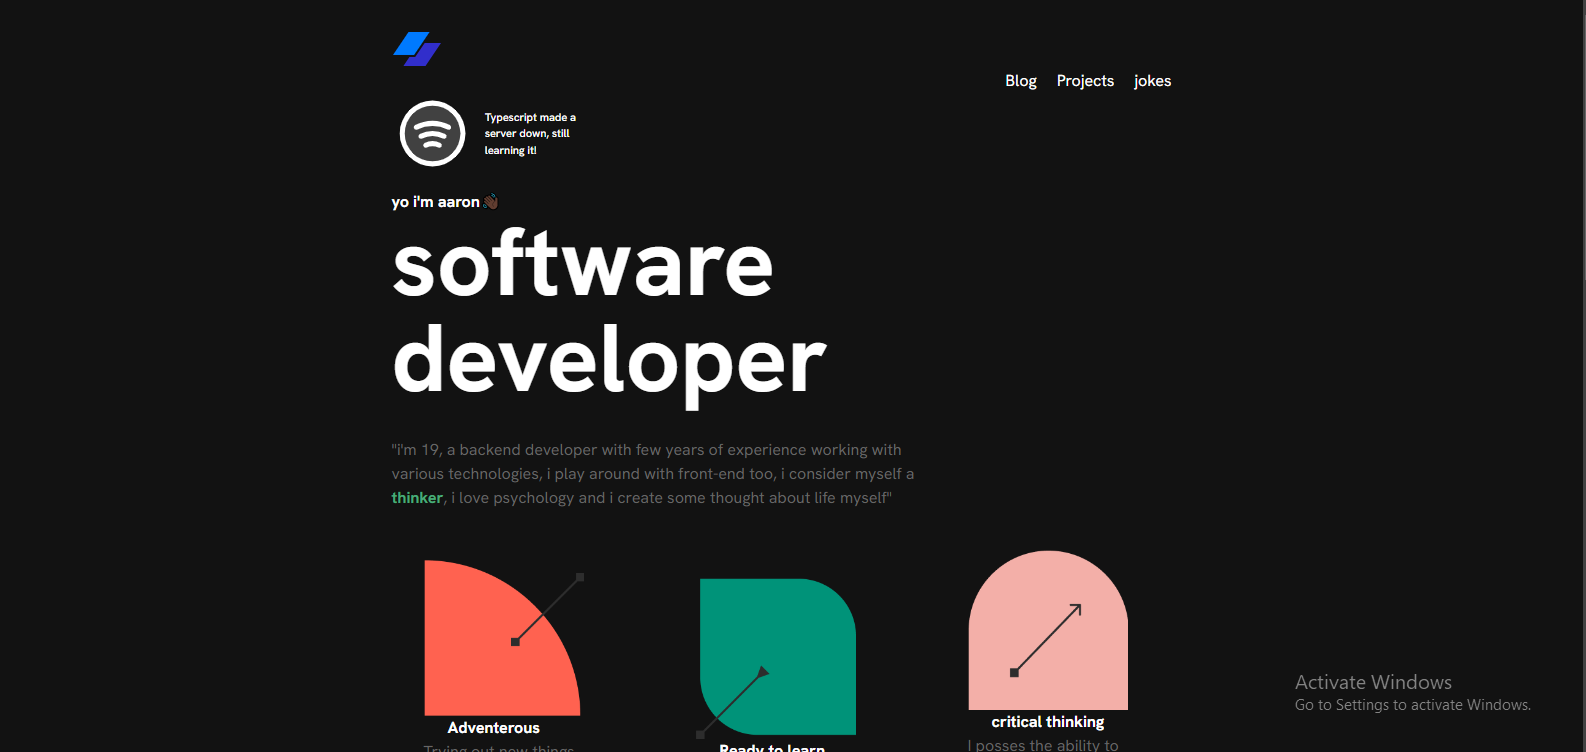 Blog Projects jokes
Typescript made a
server down, still
learning it!
yo i'm aaron👋🏿
software
developer
"i'm 19, a backend developer with few years of experience working with
various technologies, i play around with front-end too, i consider myself a
thinker, i love psychology and i create some thought about life myself"
Adventerous
Trying out new things
Ready to learn
critical thinking
I posses the ability to
Activate Windows
Go to Settings to activate Windows.